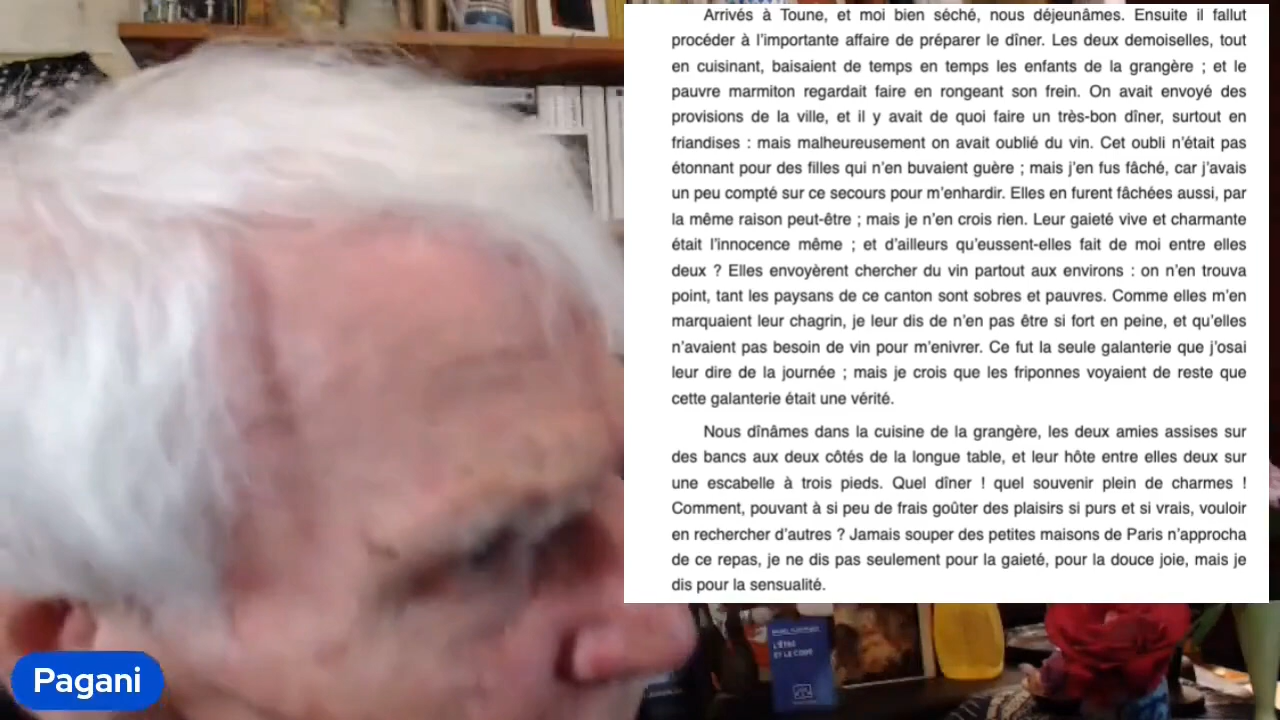 Arrivés à Toune, et moi bien séché, nous déjeunâmes. Ensuite il fallut
procéder à l’importante affaire de préparer le dîner. Les deux demoiselles, tout
en cuisinant, baisaient de temps en temps les enfants de la grangère ; et le
pauvre marmiton regardait faire en rongeant son frein. On avait envoyé des
provisions de la ville, et il y avait de quoi faire un très-bon dîner, surtout en
friandises : mais malheureusement on avait oublié du vin. Cet oubli n’était pas
étonnant pour des filles qui n’en buvaient guère ; mais j’en fus fâché, car j’avais
un peu compté sur ce secours pour m’enhardir. Elles en furent fâchées aussi, par
la même raison peut-être ; mais je n’en crois rien. Leur gaieté vive et charmante
était l’innocence même ; et d’ailleurs qu’eussent-elles fait de moi entre elles
deux ? Elles envoyèrent chercher du vin partout aux environs : on n’en trouva
point, tant les paysans de ce canton sont sobres et pauvres. Comme elles m’en
marquaient leur chagrin, je leur dis de n’en pas être si fort en peine, et qu’elles
n’avaient pas besoin de vin pour m’enivrer. Ce fut la seule galanterie que j’osai
leur dire de la journée ; mais je crois que les friponnes voyaient de reste que
cette galanterie était une vérité.
Nous dînâmes dans la cuisine de la grangère, les deux amies assises sur
des bancs aux deux côtés de la longue table, et leur hôte entre elles deux sur
une escabelle à trois pieds. Quel dîner ! quel souvenir plein de charmes !
Comment, pouvant à si peu de frais goûter des plaisirs si purs et si vrais, vouloir
en rechercher d’autres ? Jamais souper des petites maisons de Paris n’approcha
de ce repas, je ne dis pas seulement pour la gaieté, pour la douce joie, mais je
dis pour la sensualité.
L'ÊTRE
ET LE CODE
Pagani